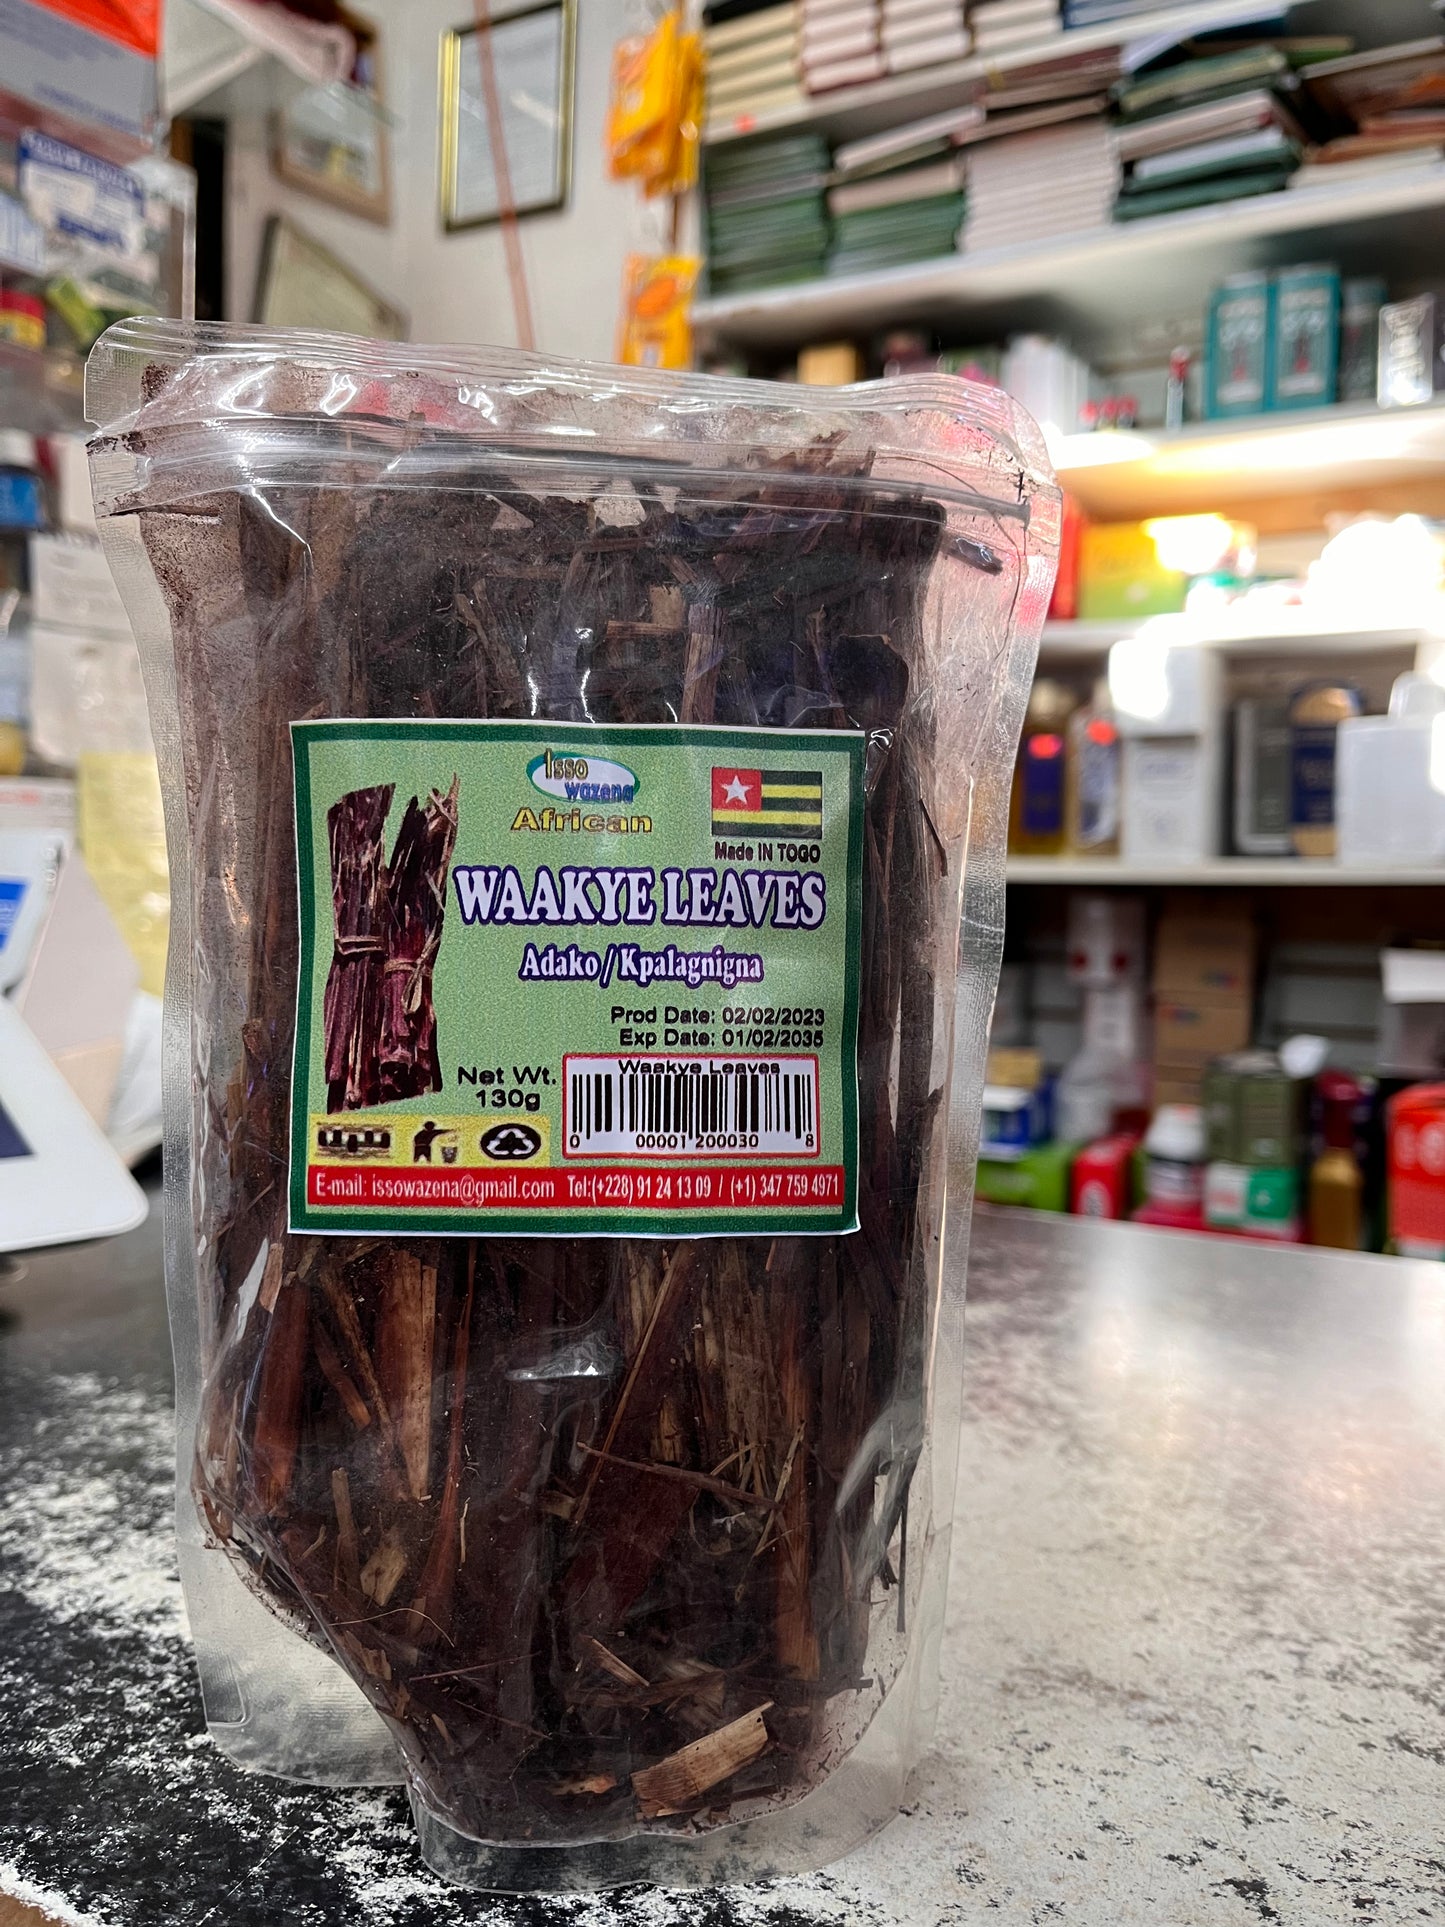 Isso
wazena
African
Made IN TOGO
WAAKYE LEAVES
Adako / Kpalagnigna
Prod Date: 02/02/2023
Exp Date: 01/02/2035
Net Wt.
130g
Waakye Leaves
0 00001 200030 8
E-mail: issowazena@gmail.com Tel:(+228) 91 24 13 09 / (+1) 347 759 4971